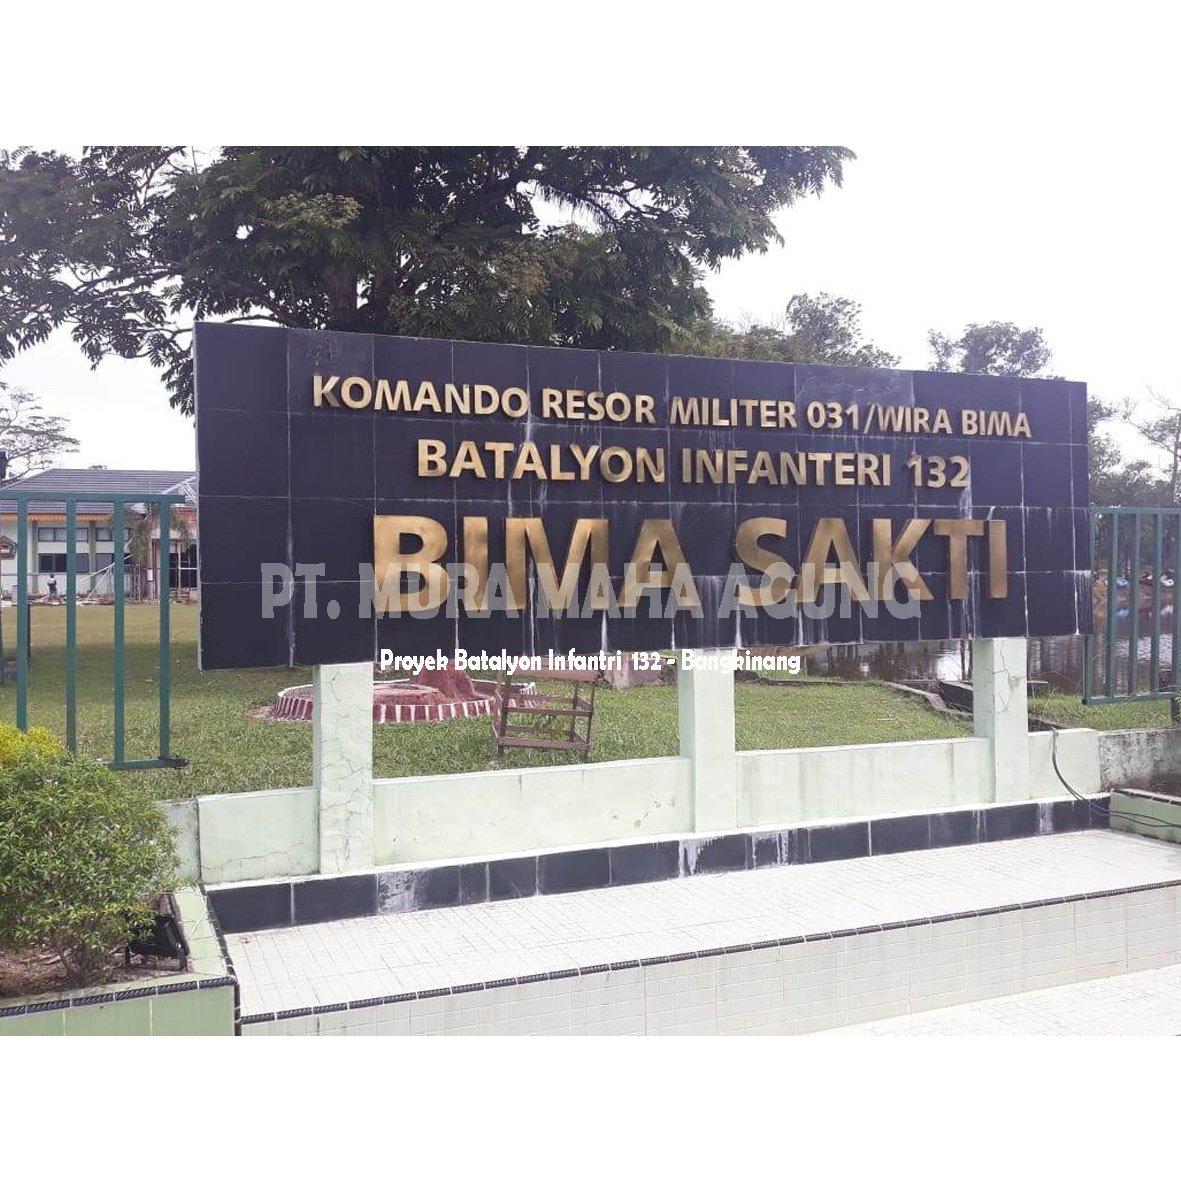 KOMANDO RESOR MILITER 031/WIRA BIMA
BATALYON INFANTERI 132
BIMA SAKTI
PT. MURA MAHA AGUNG
Proyek Batalyon Infantri 132 - Bangkinang